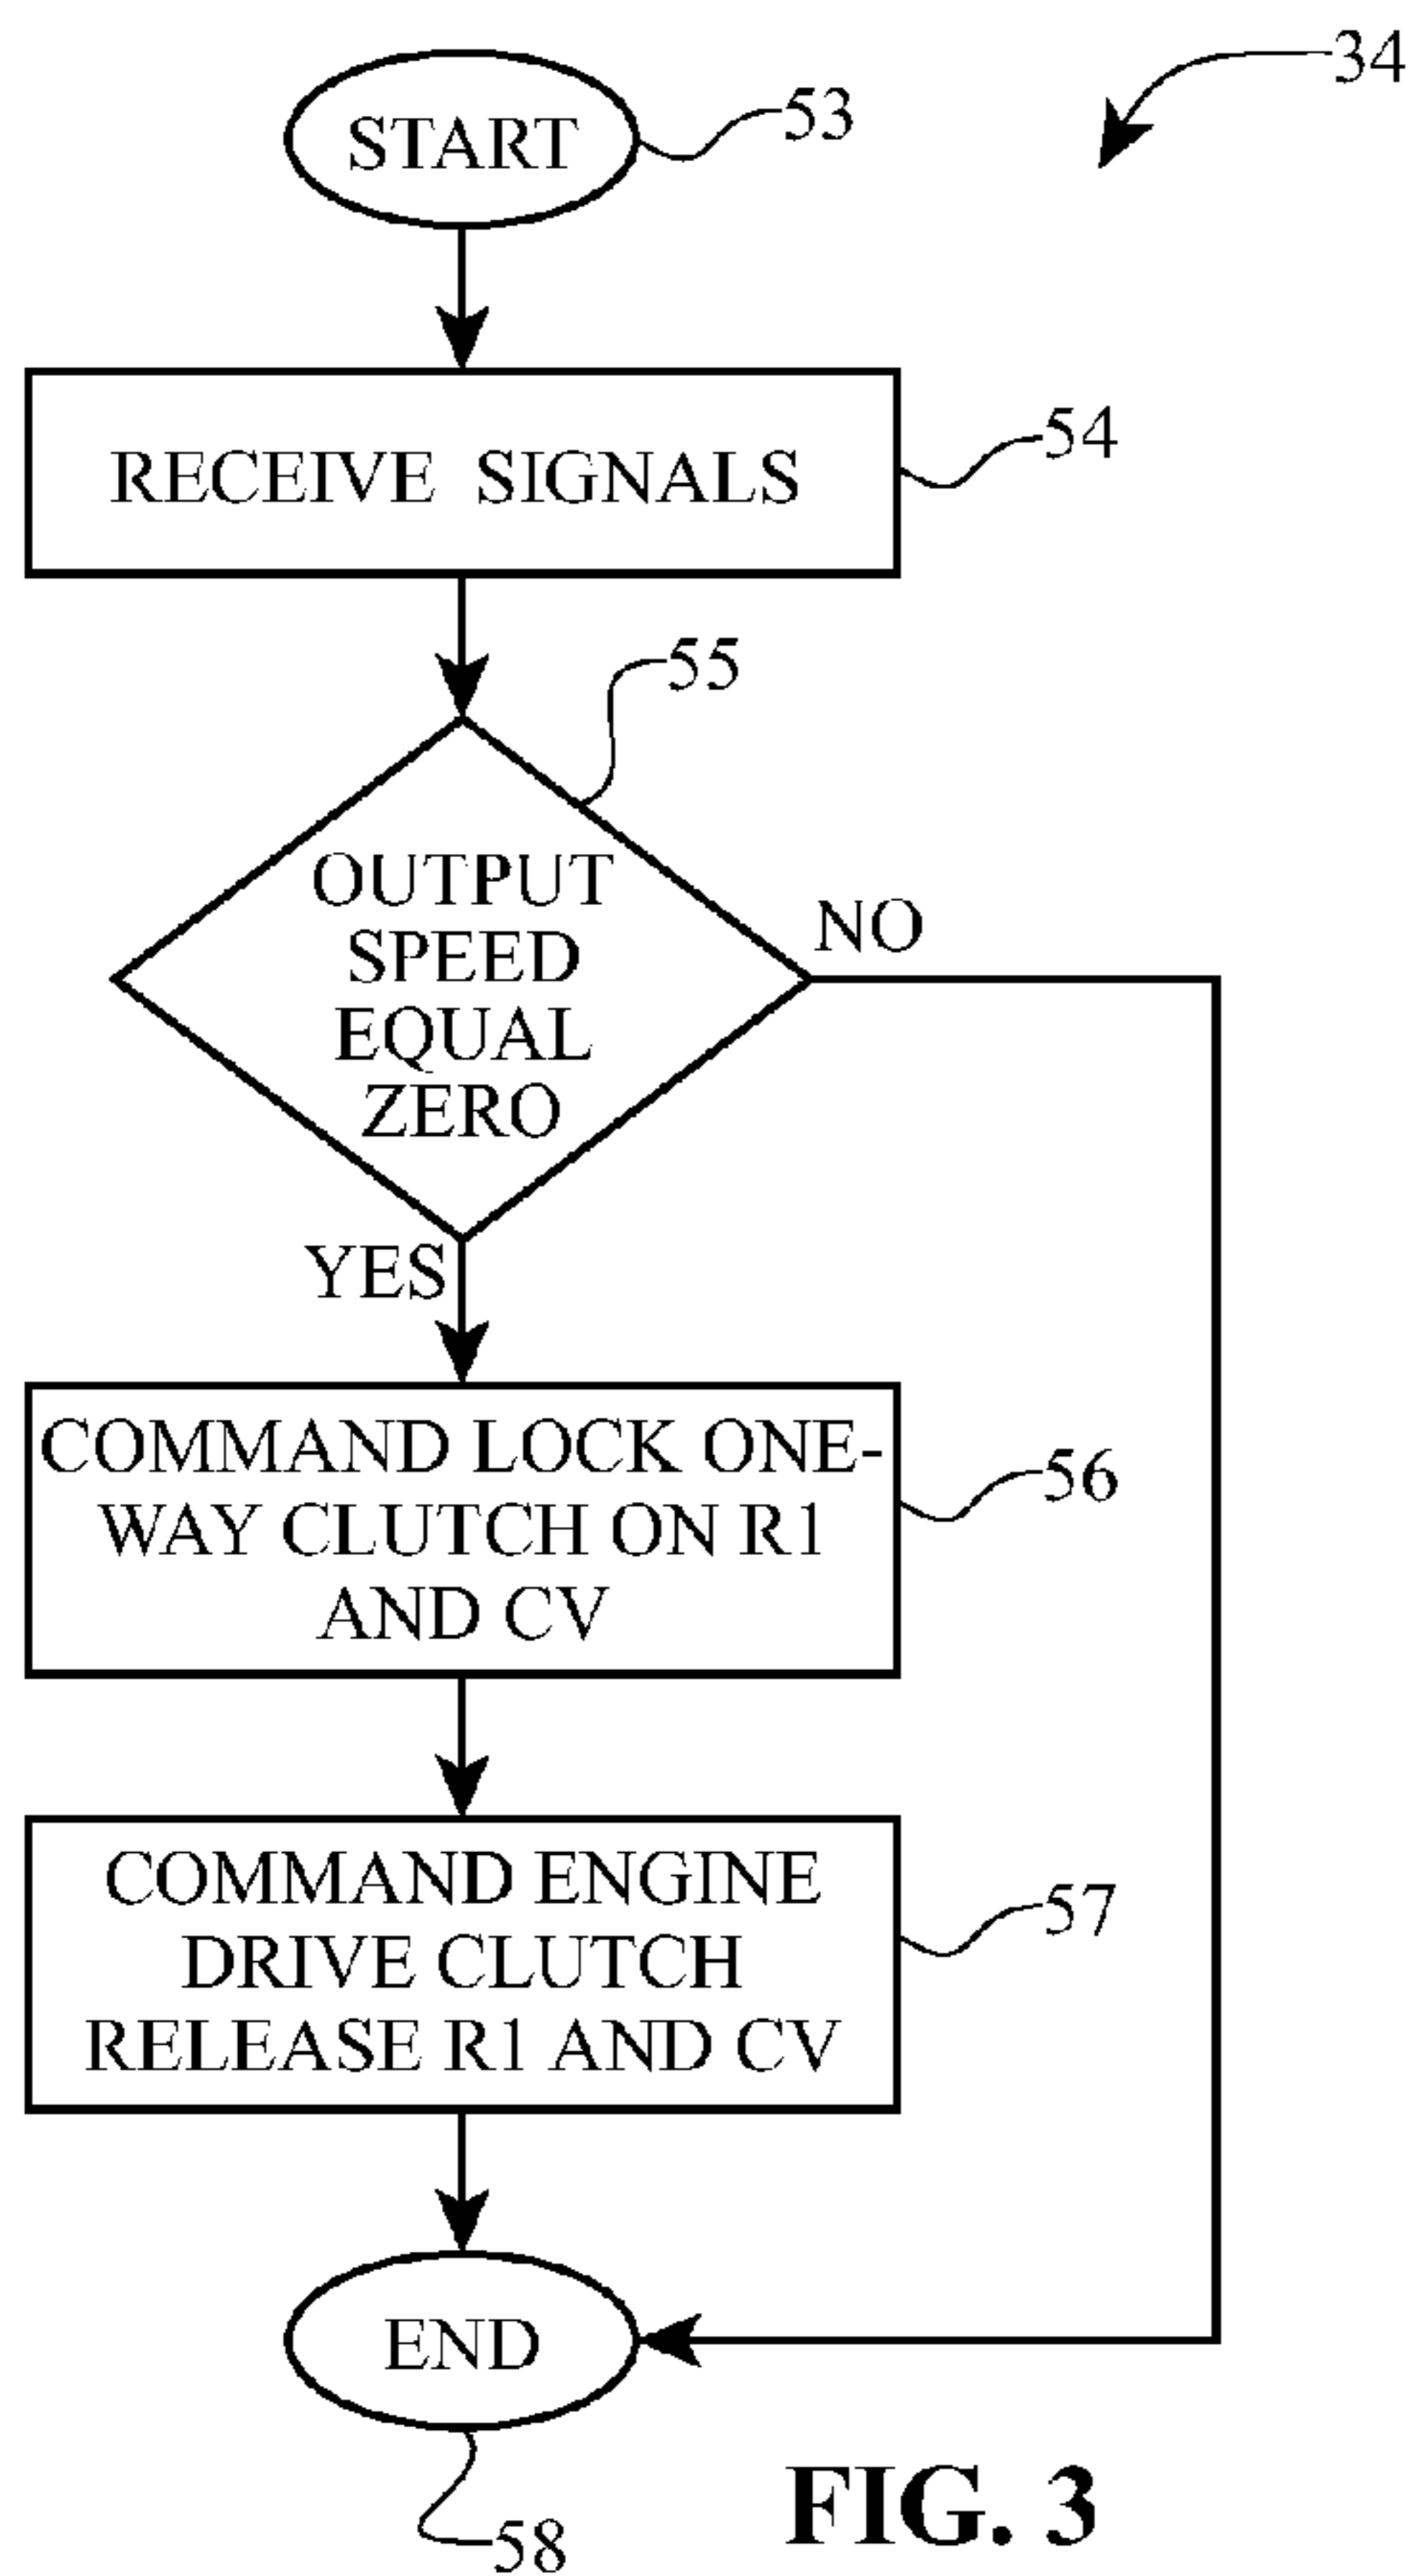 34
START
53
RECEIVE SIGNALS
54
55
OUTPUT
SPEED
EQUAL
ZERO
NO
YES
COMMAND LOCK ONE-
WAY CLUTCH ON R1
AND CV
56
COMMAND ENGINE
DRIVE CLUTCH
RELEASE R1 AND CV
57
END
58
FIG. 3